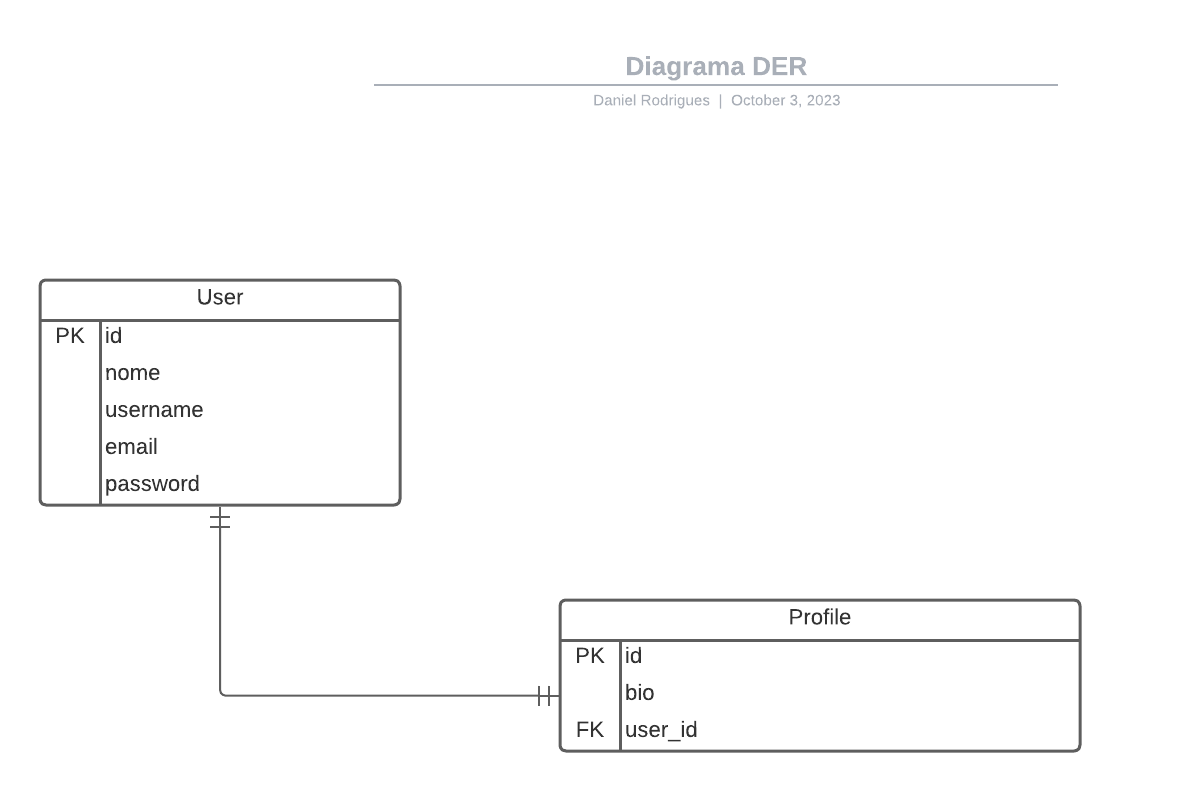 Diagrama DER
Daniel Rodrigues | October 3, 2023
User
PK id
nome
username
email
password
Profile
PK id
bio
FK user_id